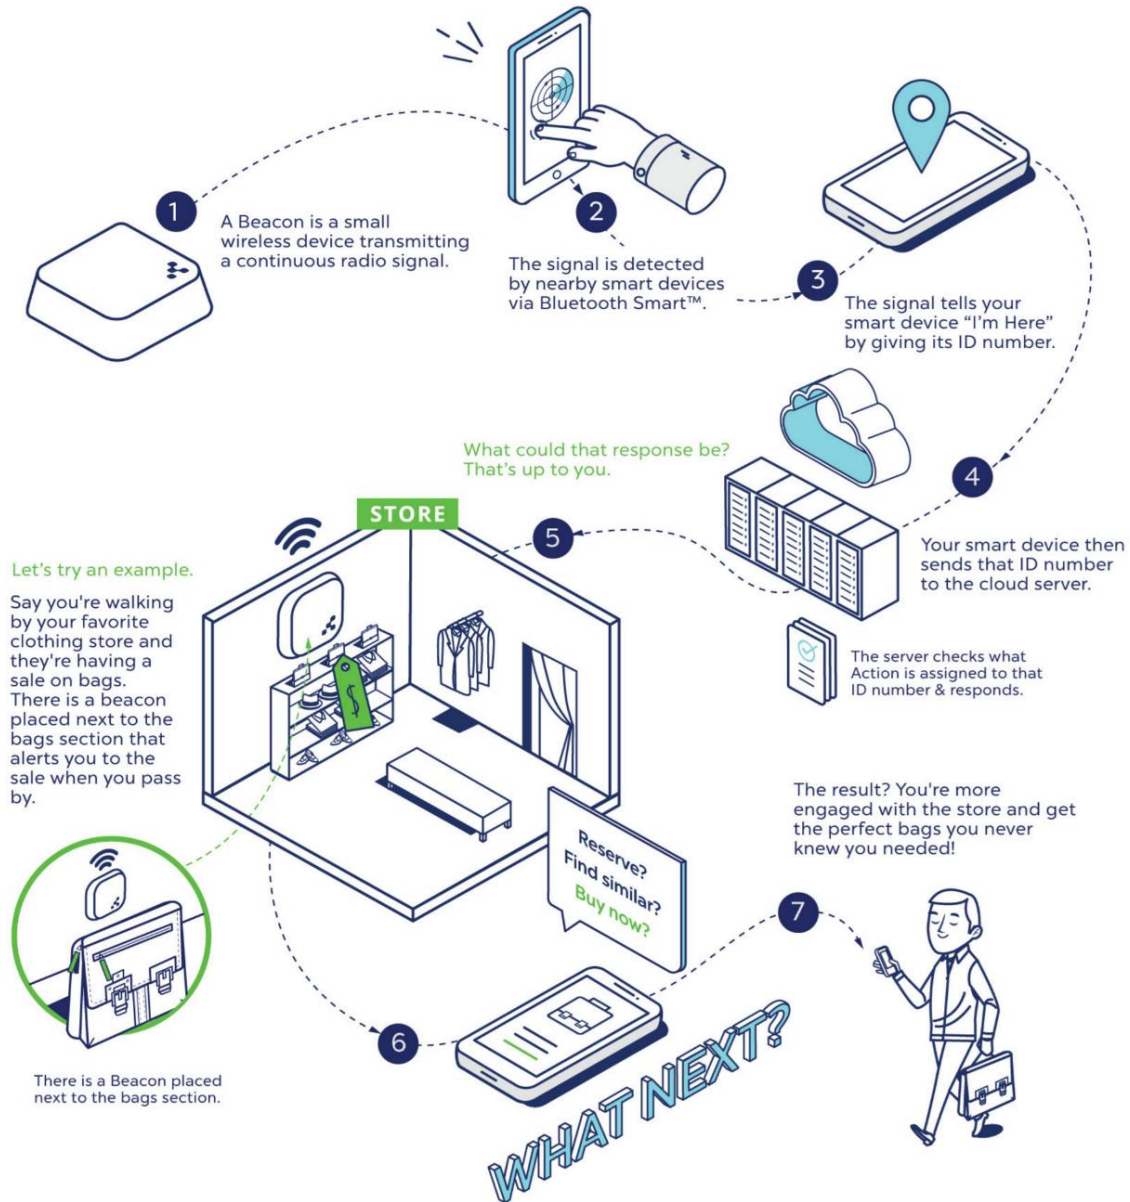 1
A Beacon is a small
wireless device transmitting
a continuous radio signal.
2
The signal is detected
by nearby smart devices
via Bluetooth Smart™.
3
The signal tells your
smart device “I’m Here”
by giving its ID number.
4
Your smart device then
sends that ID number
to the cloud server.
The server checks what
Action is assigned to that
ID number & responds.
What could that response be?
That's up to you.
5
STORE
Let's try an example.
Say you're walking
by your favorite
clothing store and
they're having a
sale on bags.
There is a beacon
placed next to the
bags section that
alerts you to the
sale when you pass
by.
$
There is a Beacon placed
next to the bags section.
6
Reserve?
Find similar?
Buy now?
WHAT NEXT?
7
The result? You're more
engaged with the store and get
the perfect bags you never
knew you needed!